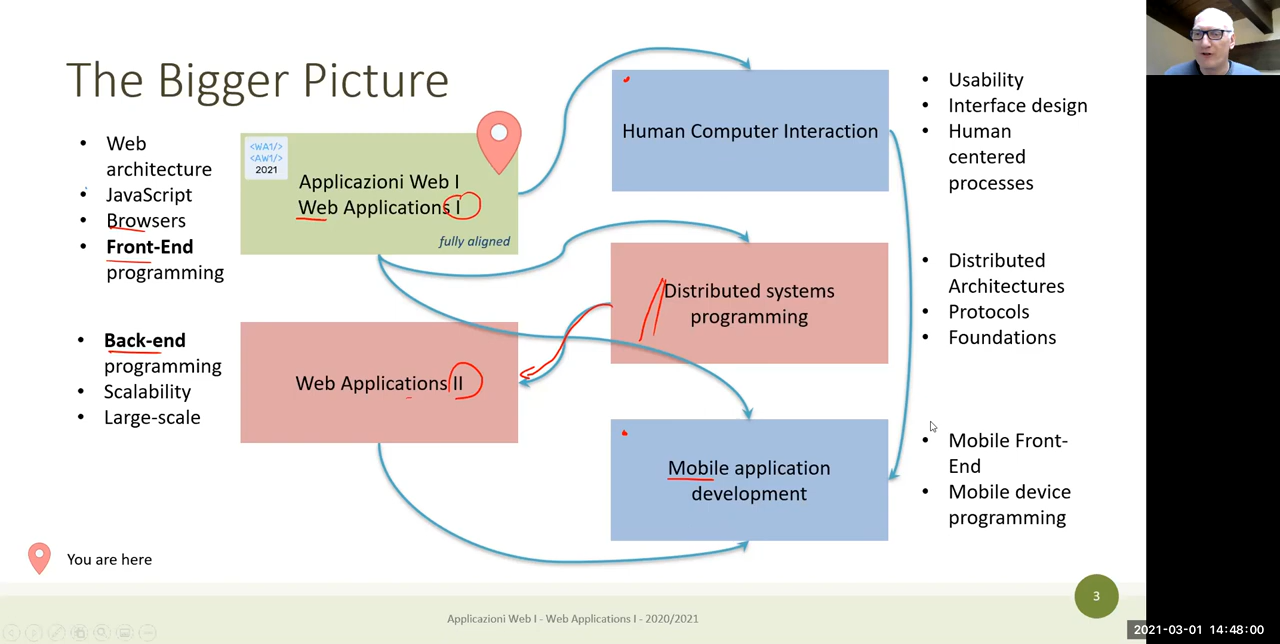 The Bigger Picture
• Web
architecture
• JavaScript
• Browsers
• Front-End
programming
<WA1/>
<AW1/>
2021
Applicazioni Web I
Web Applications I
fully aligned
Human Computer Interaction
• Usability
• Interface design
• Human
centered
processes
Distributed systems
programming
• Distributed
Architectures
• Protocols
• Foundations
• Back-end
programming
• Scalability
• Large-scale
Web Applications II
Mobile application
development
• Mobile Front-
End
• Mobile device
programming
You are here
3
Applicazioni Web I - Web Applications I - 2020/2021
2021-03-01 14:48:00